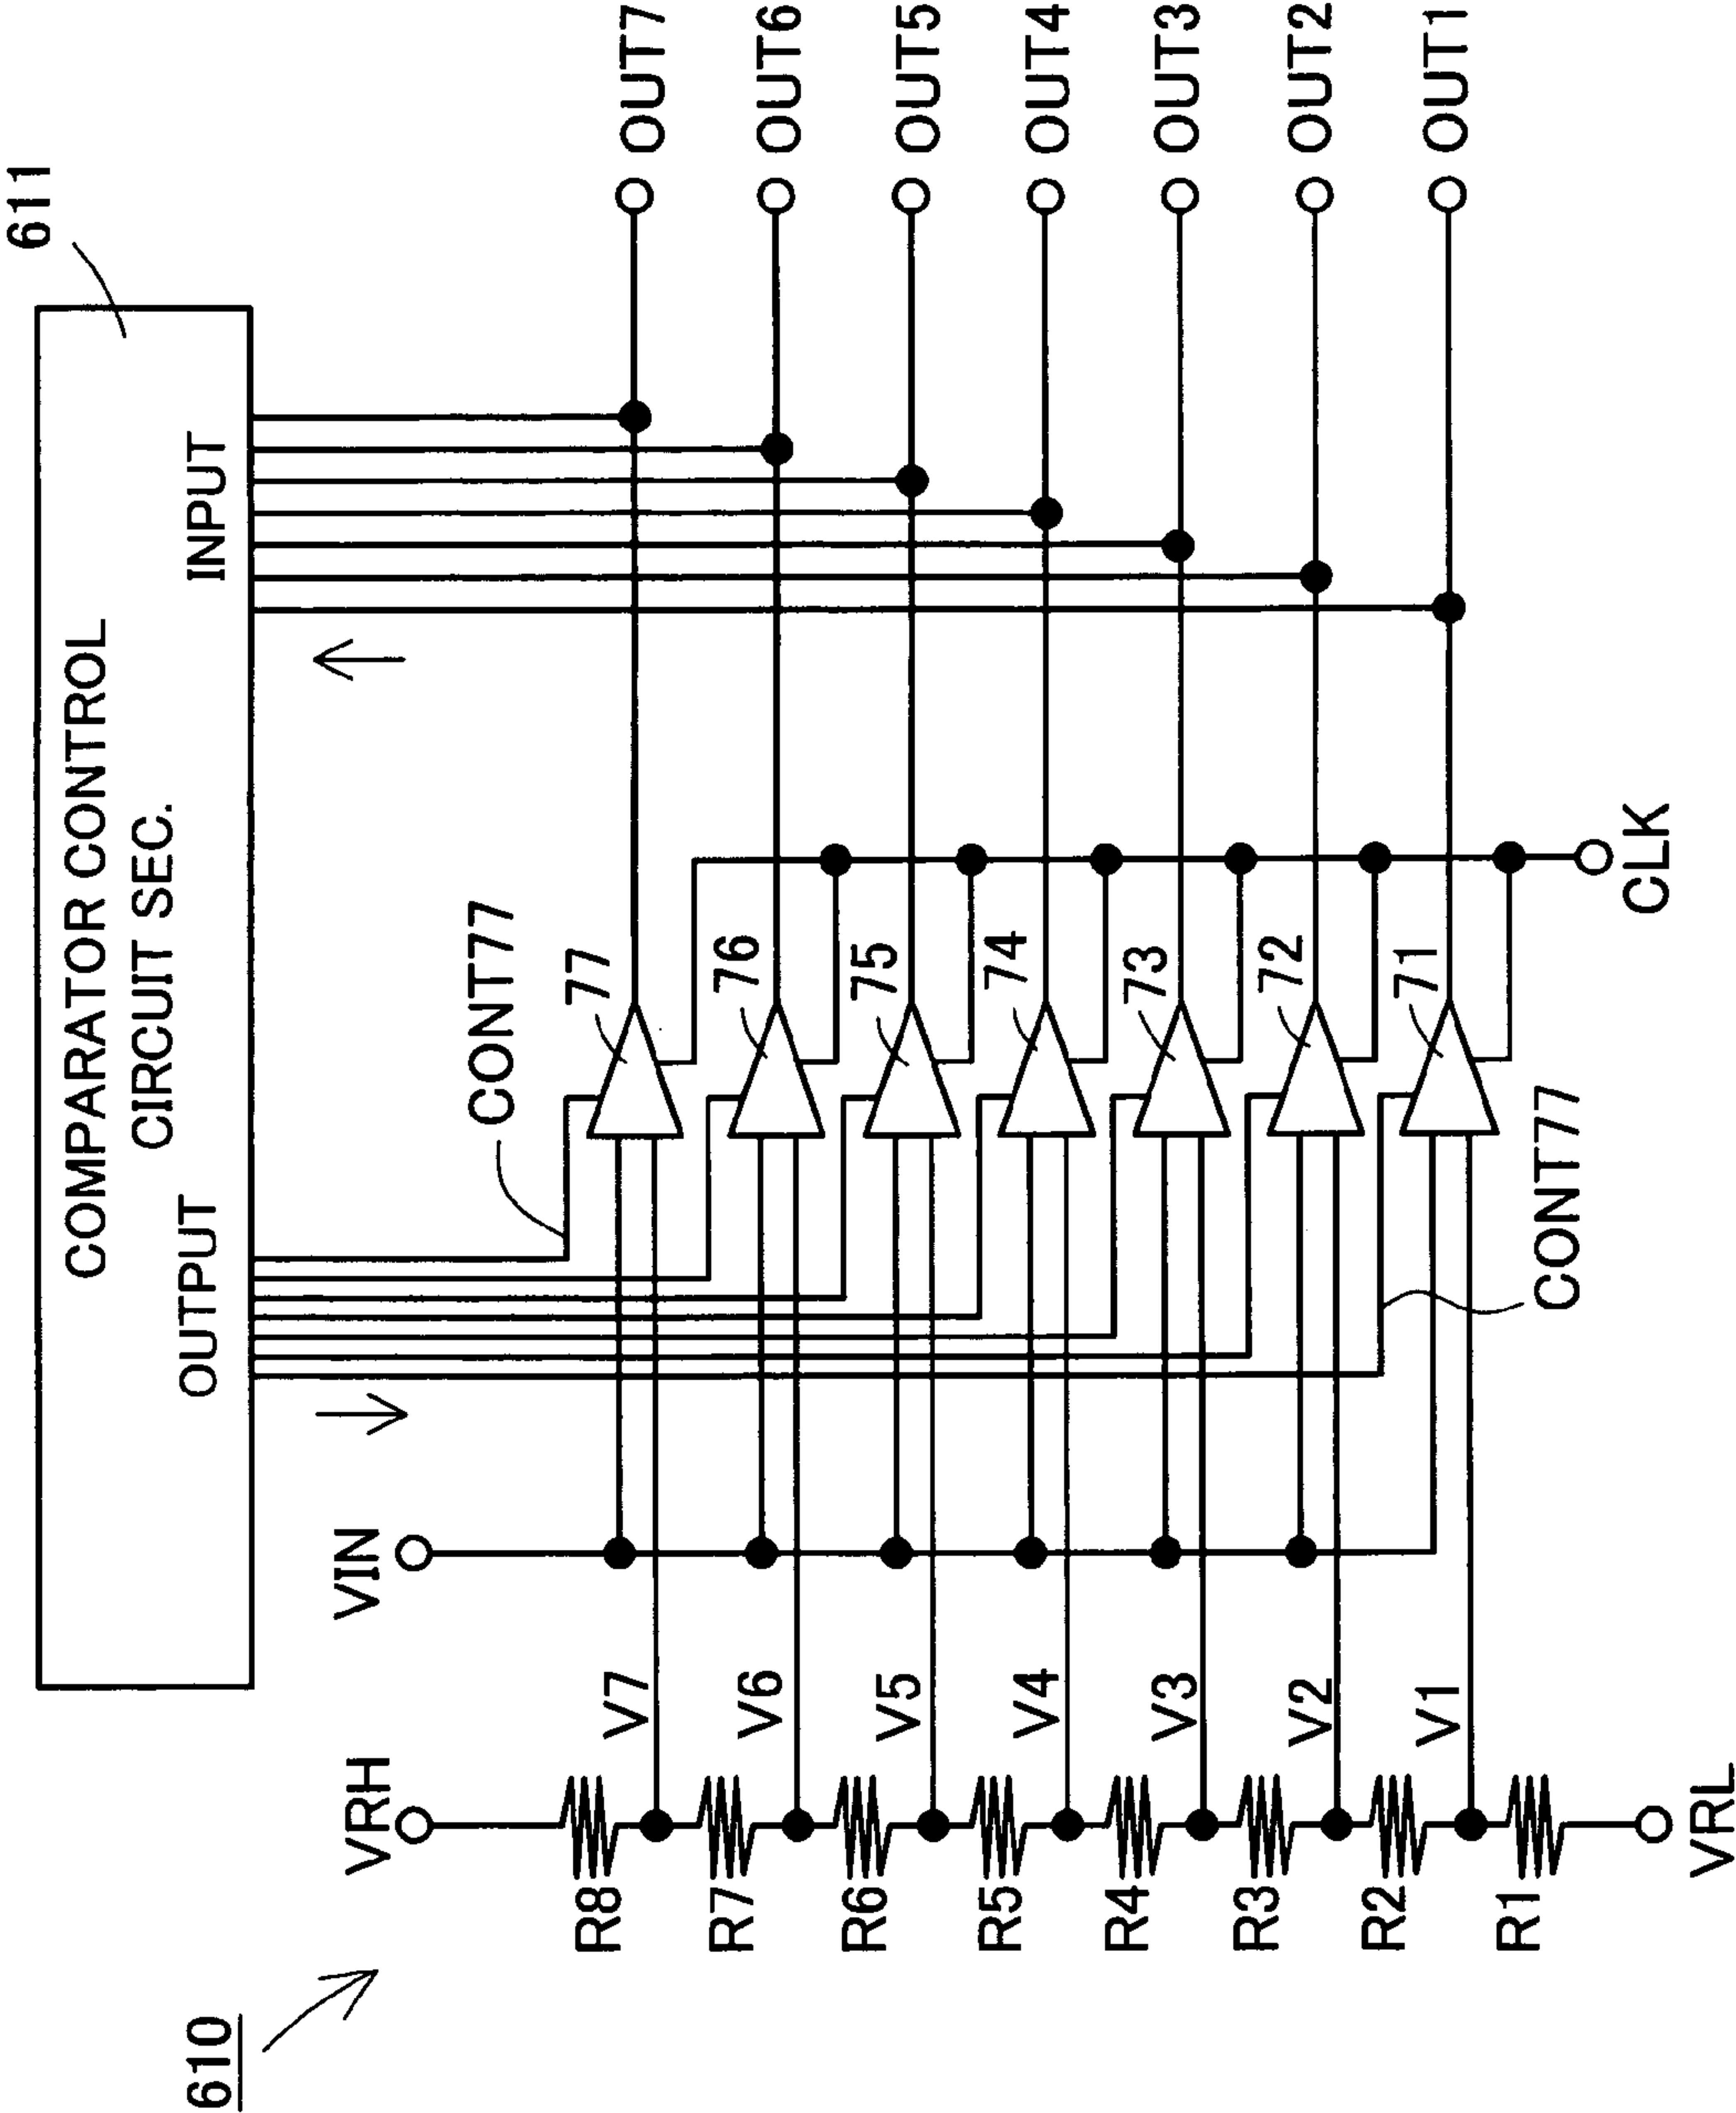 610
611
COMPARATOR CONTROL
CIRCUIT SEC.
OUTPUT
INPUT
VRH
VIN
CONT77
R8
V7
77
OUT7
R7
V6
76
OUT6
R6
V5
75
OUT5
R5
V4
74
OUT4
R4
V3
73
OUT3
R3
V2
72
OUT2
R2
V1
71
OUT1
R1
CONT77
CLK
VRL